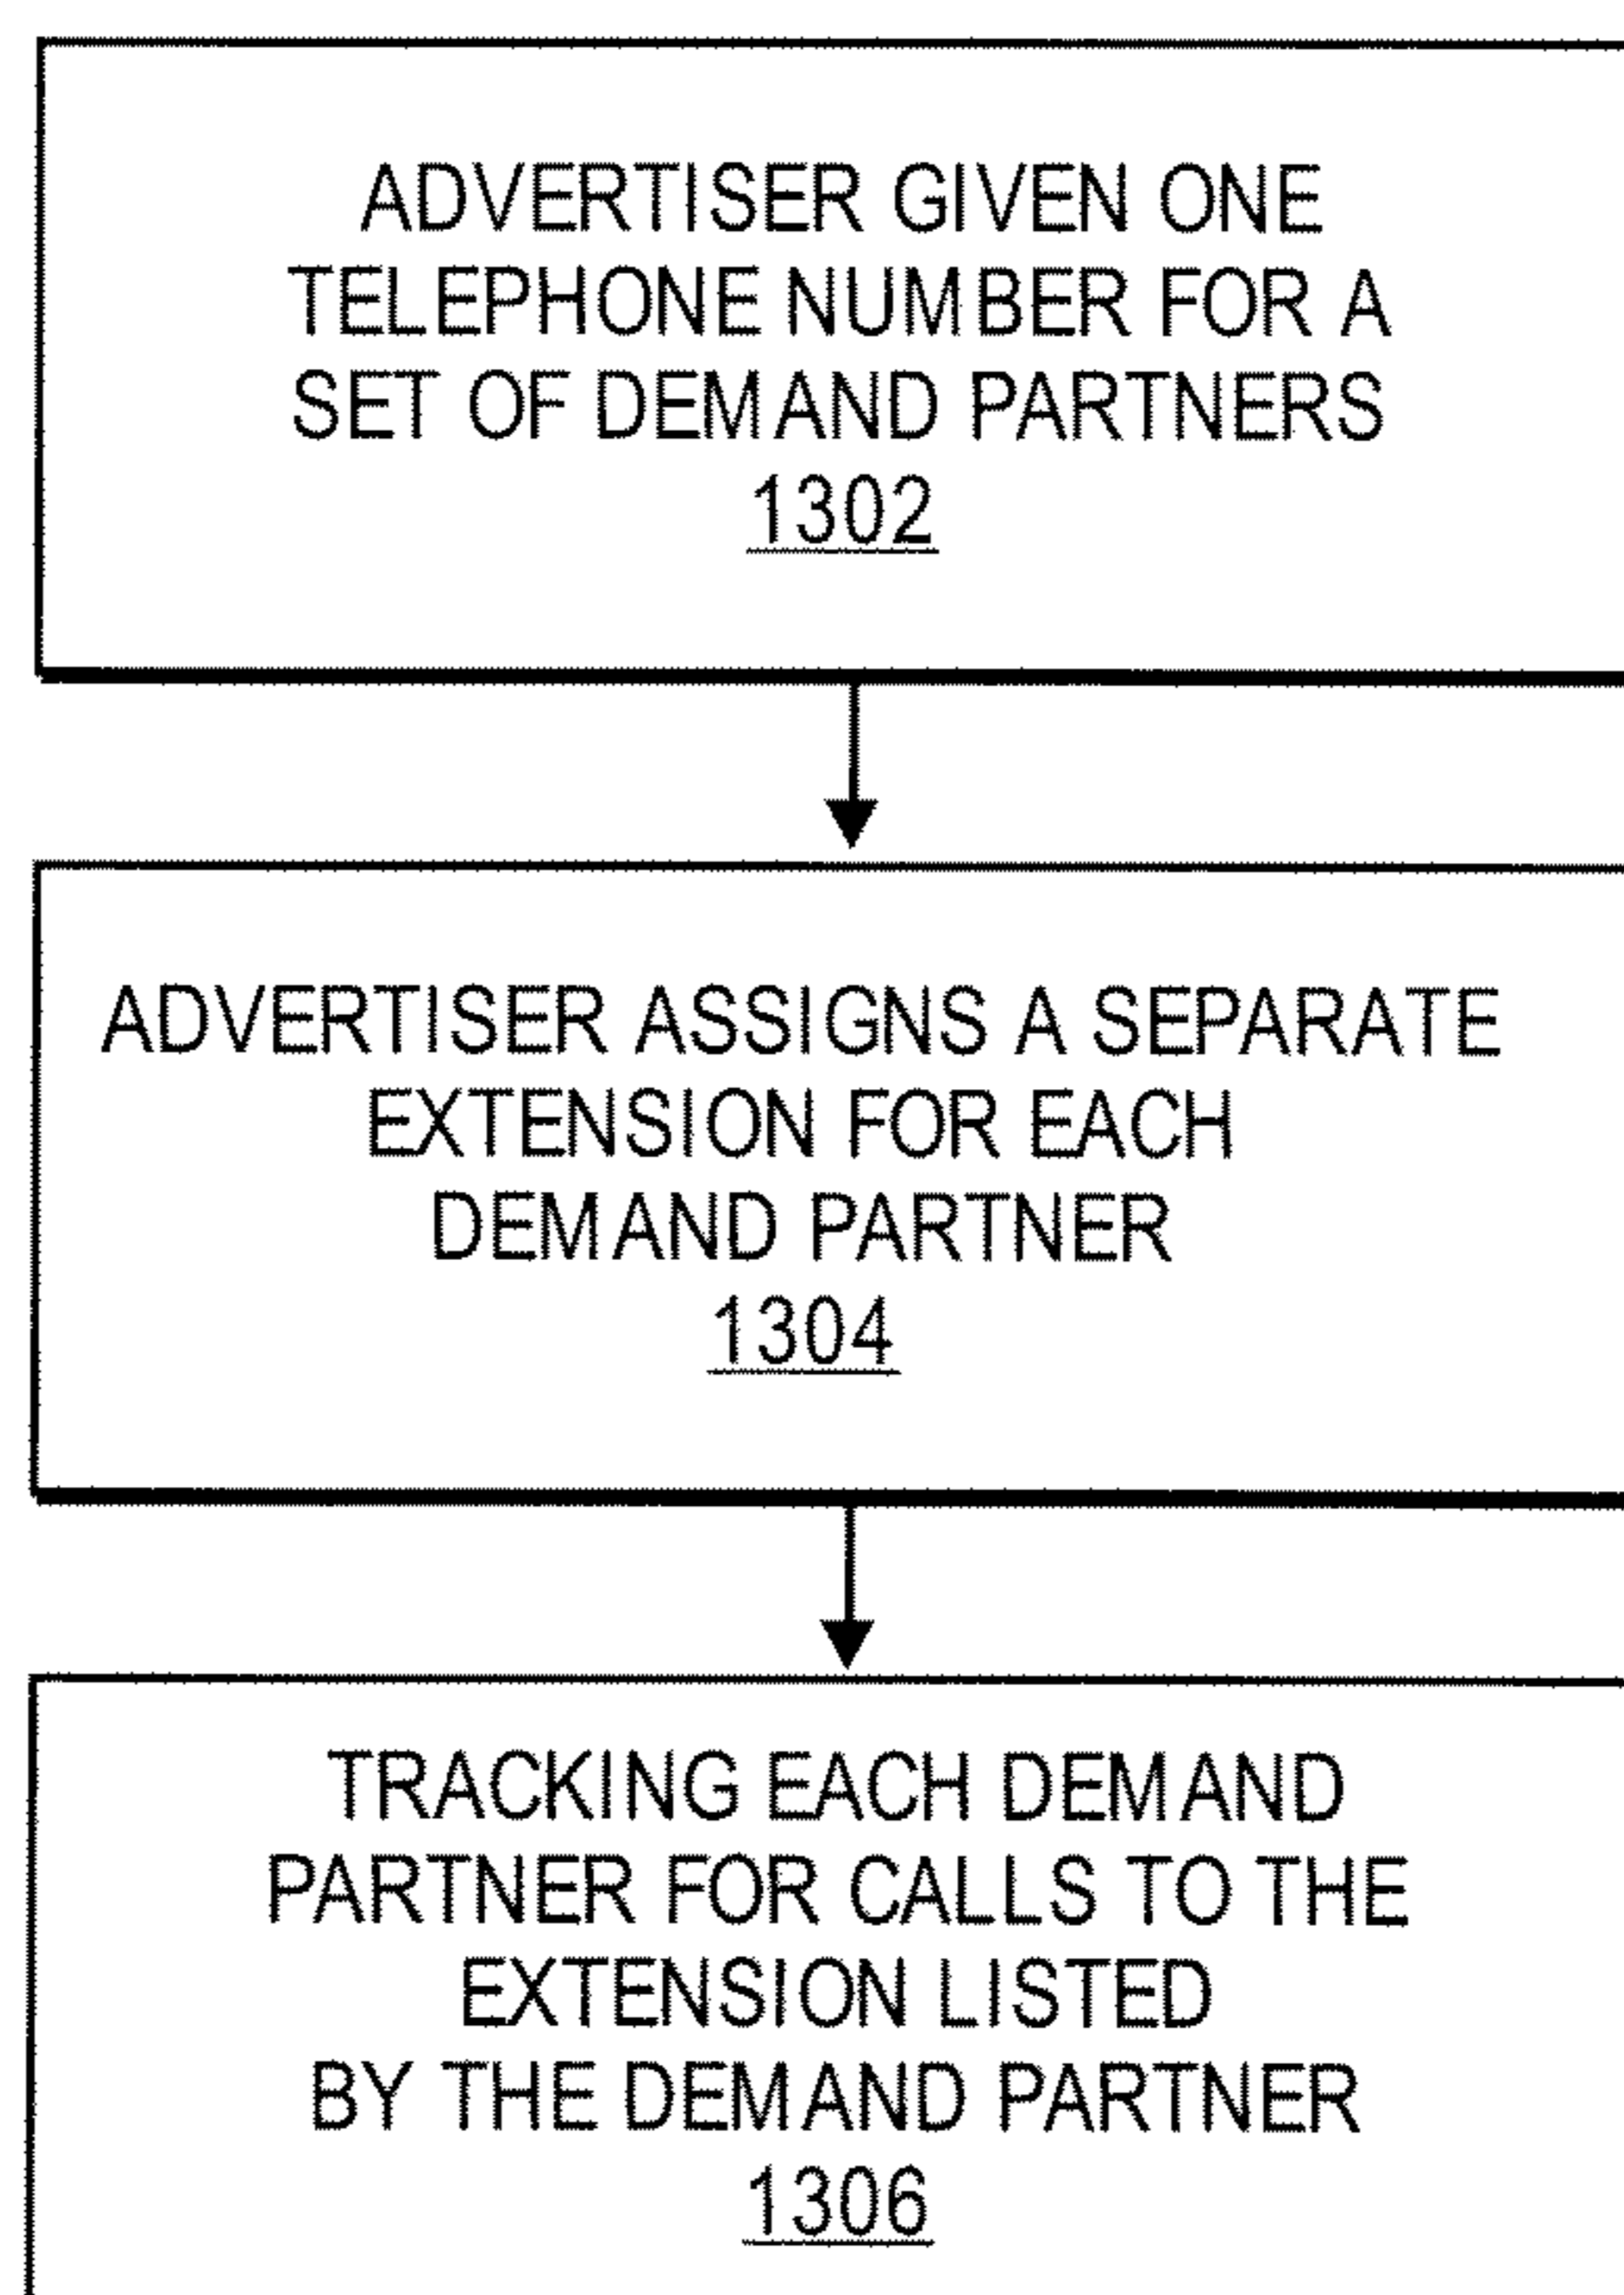 ADVERTISER GIVEN ONE
TELEPHONE NUMBER FOR A
SET OF DEMAND PARTNERS
1302
ADVERTISER ASSIGNS A SEPARATE
EXTENSION FOR EACH
DEMAND PARTNER
1304
TRACKING EACH DEMAND
PARTNER FOR CALLS TO THE
EXTENSION LISTED
BY THE DEMAND PARTNER
1306